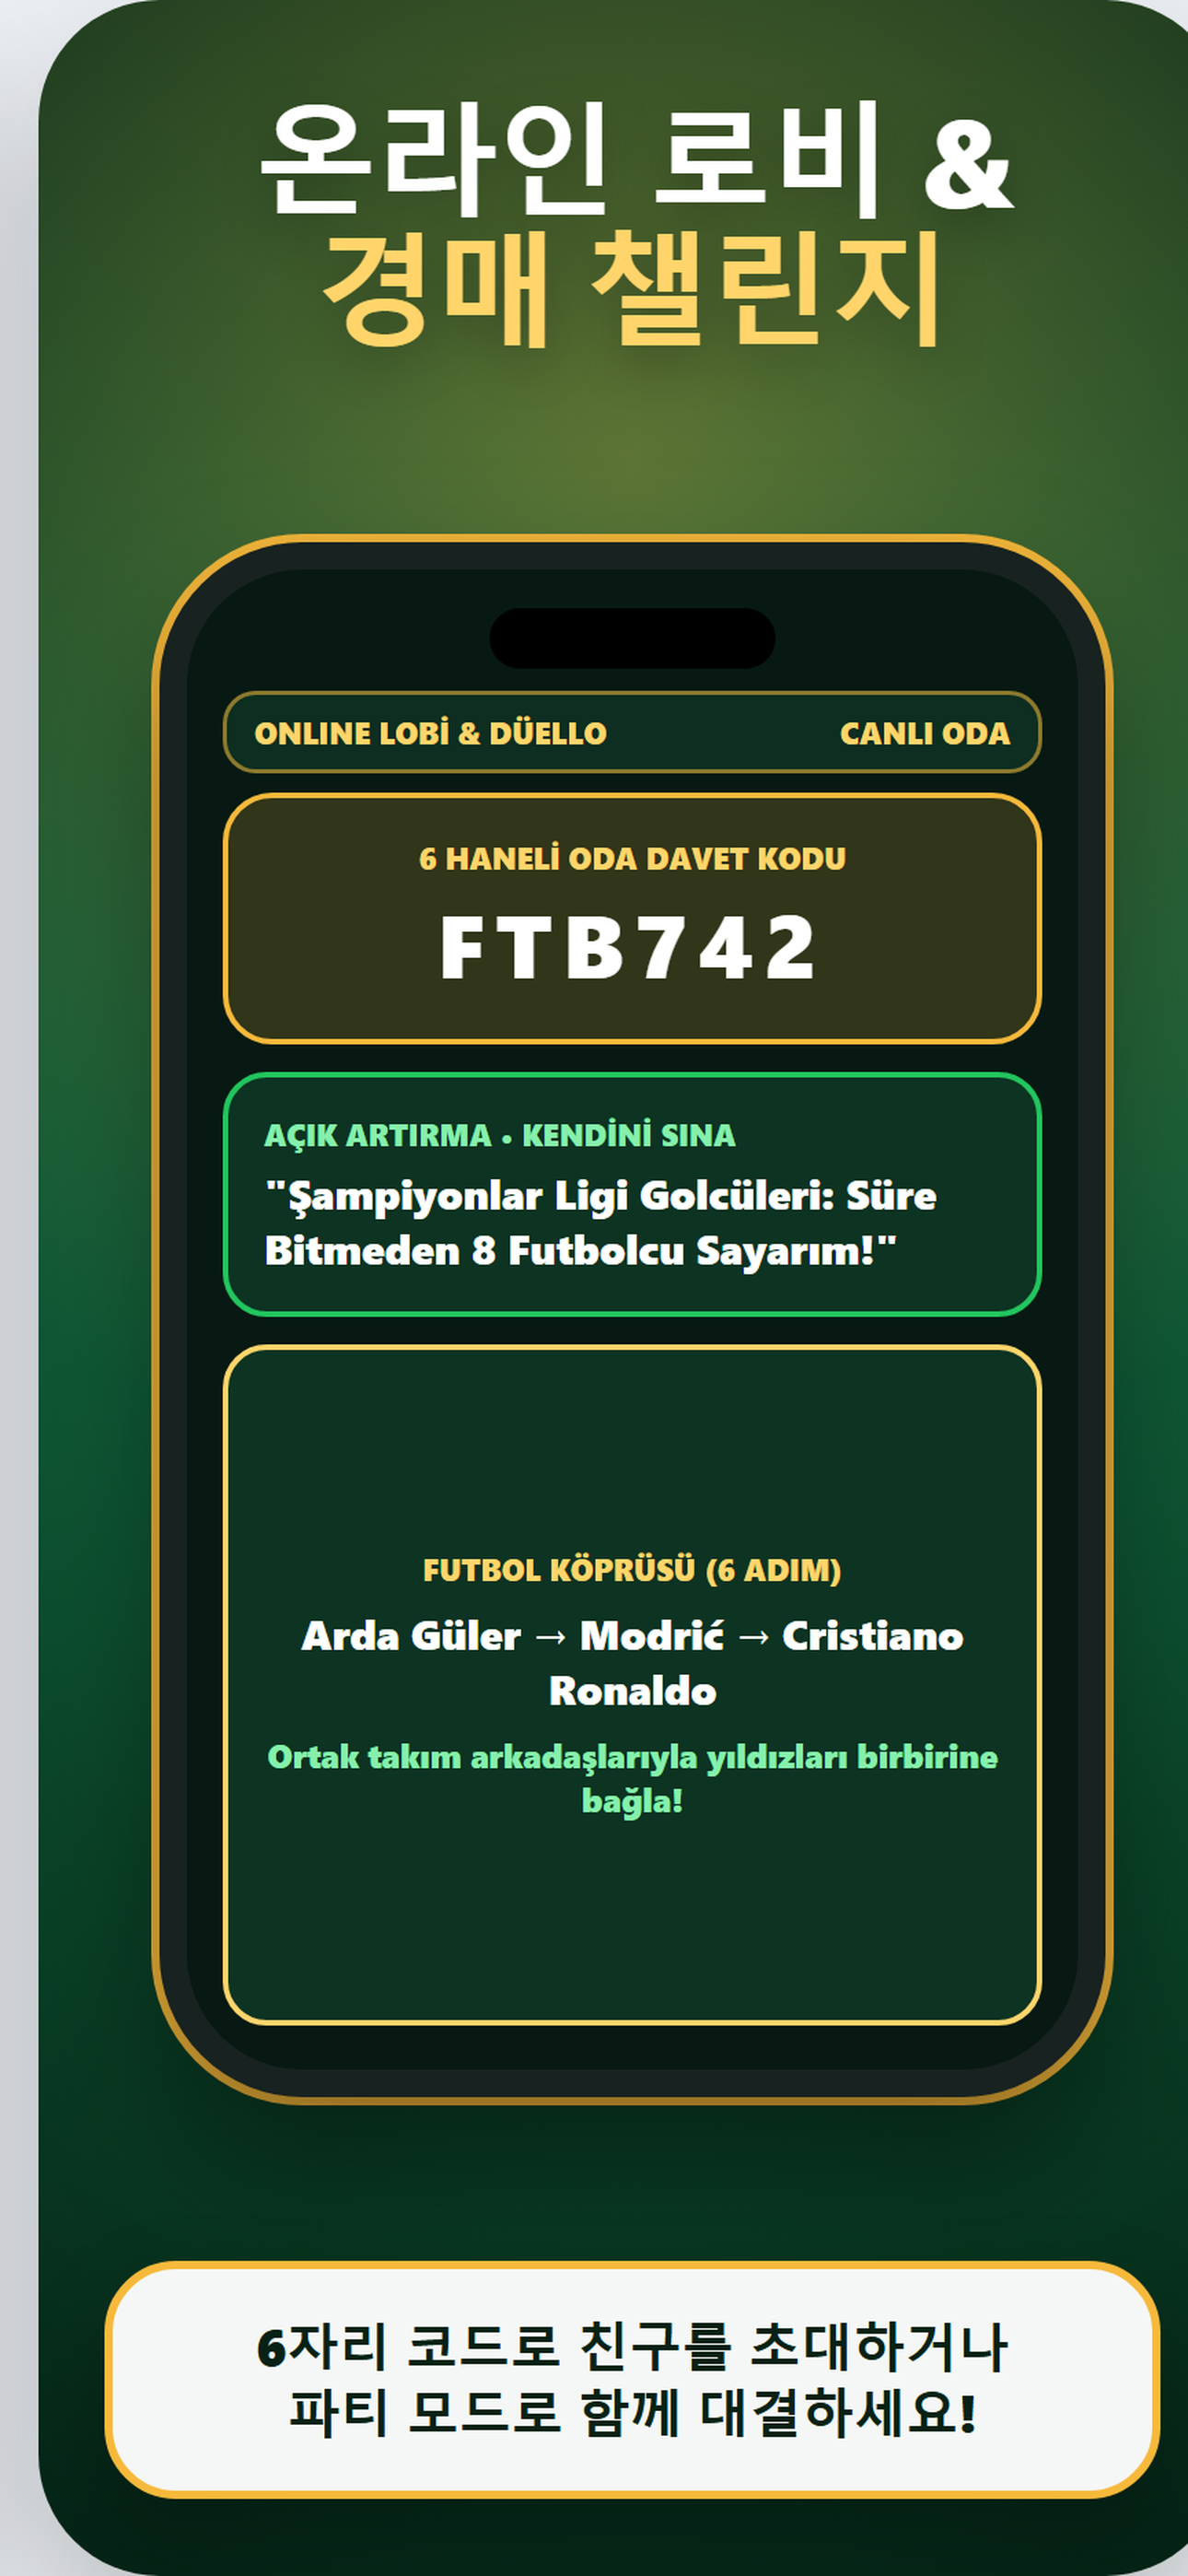 온라인 로비 &
경매 챌린지
ONLINE LOBİ & DÜELLO
CANLI ODA
6 HANELİ ODA DAVET KODU
FTB742
AÇIK ARTIRMA • KENDİNİ SINA
"Şampiyonlar Ligi Golcüleri: Süre
Bitmeden 8 Futbolcu Sayarım!"
FUTBOL KÖPRÜSÜ (6 ADIM)
Arda Güler → Modrić → Cristiano
Ronaldo
Ortak takım arkadaşlarıyla yıldızları birbirine
bağla!
6자리 코드로 친구를 초대하거나
파티 모드로 함께 대결하세요!